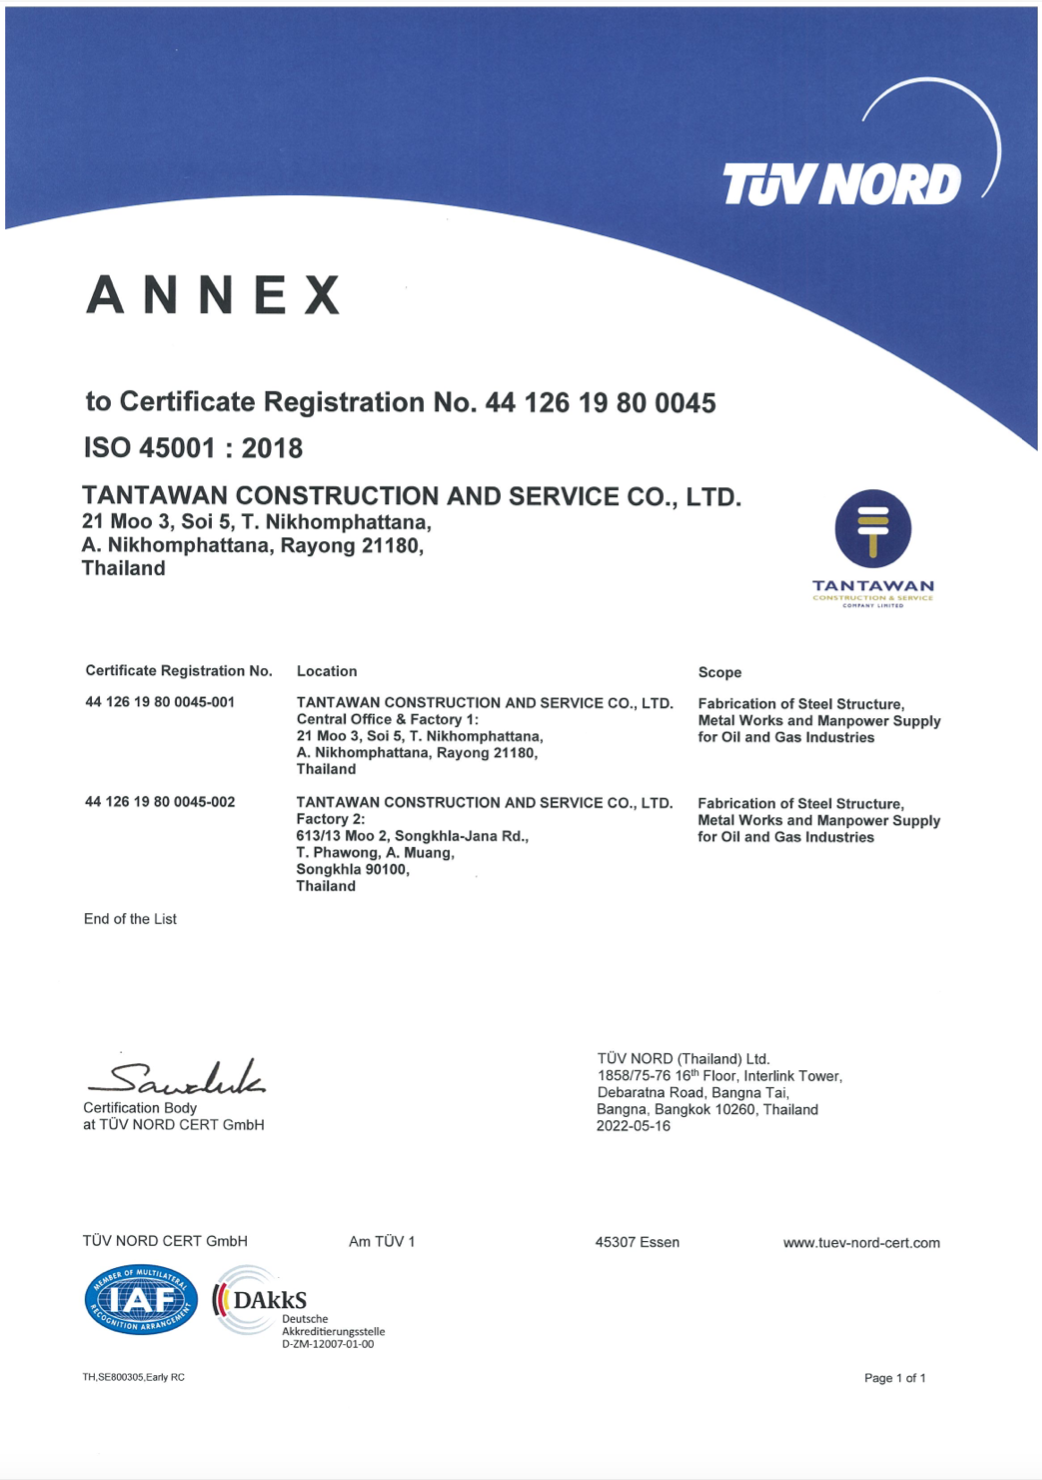 TÜV NORD
ANNEX
to Certificate Registration No. 44 126 19 80 0045
ISO 45001 : 2018
TANTAWAN CONSTRUCTION AND SERVICE CO., LTD.
21 Moo 3, Soi 5, T. Nikhomphattana,
A. Nikhomphattana, Rayong 21180,
Thailand
TANTAWAN
CONSTRUCTION & SERVICE
COMPANY LIMITED
Certificate Registration No. Location Scope
44 126 19 80 0045-001 TANTAWAN CONSTRUCTION AND SERVICE CO., LTD. Fabrication of Steel Structure,
Central Office & Factory 1: Metal Works and Manpower Supply
21 Moo 3, Soi 5, T. Nikhomphattana, for Oil and Gas Industries
A. Nikhomphattana, Rayong 21180,
Thailand
44 126 19 80 0045-002 TANTAWAN CONSTRUCTION AND SERVICE CO., LTD. Fabrication of Steel Structure,
Factory 2: Metal Works and Manpower Supply
613/13 Moo 2, Songkhla-Jana Rd., for Oil and Gas Industries
T. Phawong, A. Muang,
Songkhla 90100,
Thailand
End of the List
Certification Body
at TÜV NORD CERT GmbH
TÜV NORD (Thailand) Ltd.
1858/75-76 16th Floor, Interlink Tower,
Debaratna Road, Bangna Tai,
Bangna, Bangkok 10260, Thailand
2022-05-16
TÜV NORD CERT GmbH Am TÜV 1 45307 Essen www.tuev-nord-cert.com
MEMBER OF MULTILATERAL
IAF
RECOGNITION ARRANGEMENT
DAkkS
Deutsche
Akkreditierungsstelle
D-ZM-12007-01-00
TH,SE800305,Early RC Page 1 of 1